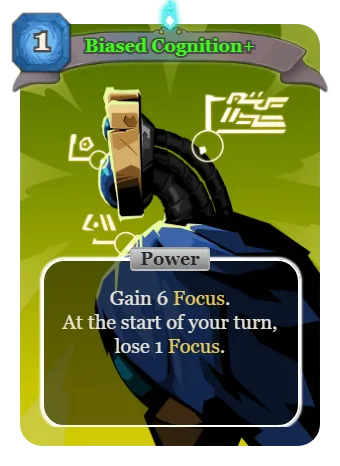 1
Biased Cognition+
Power
Gain 6 Focus.
At the start of your turn,
lose 1 Focus.